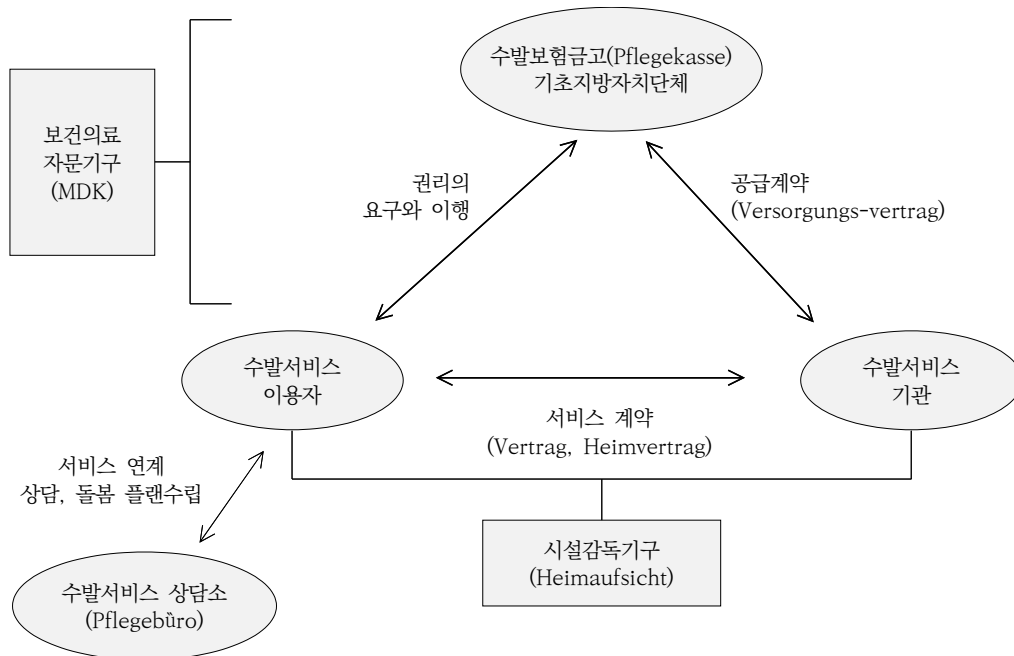 수발보험금고(Pflegekasse)
기초지방자치단체
보건의료
자문기구
(MDK)
권리의
요구와 이행
공급계약
(Versorgungs-vertrag)
수발서비스
이용자
수발서비스
기관
서비스 계약
(Vertrag, Heimvertrag)
서비스 연계
상담, 돌봄 플랜수립
시설감독기구
(Heimaufsicht)
수발서비스 상담소
(Pflegebüro)